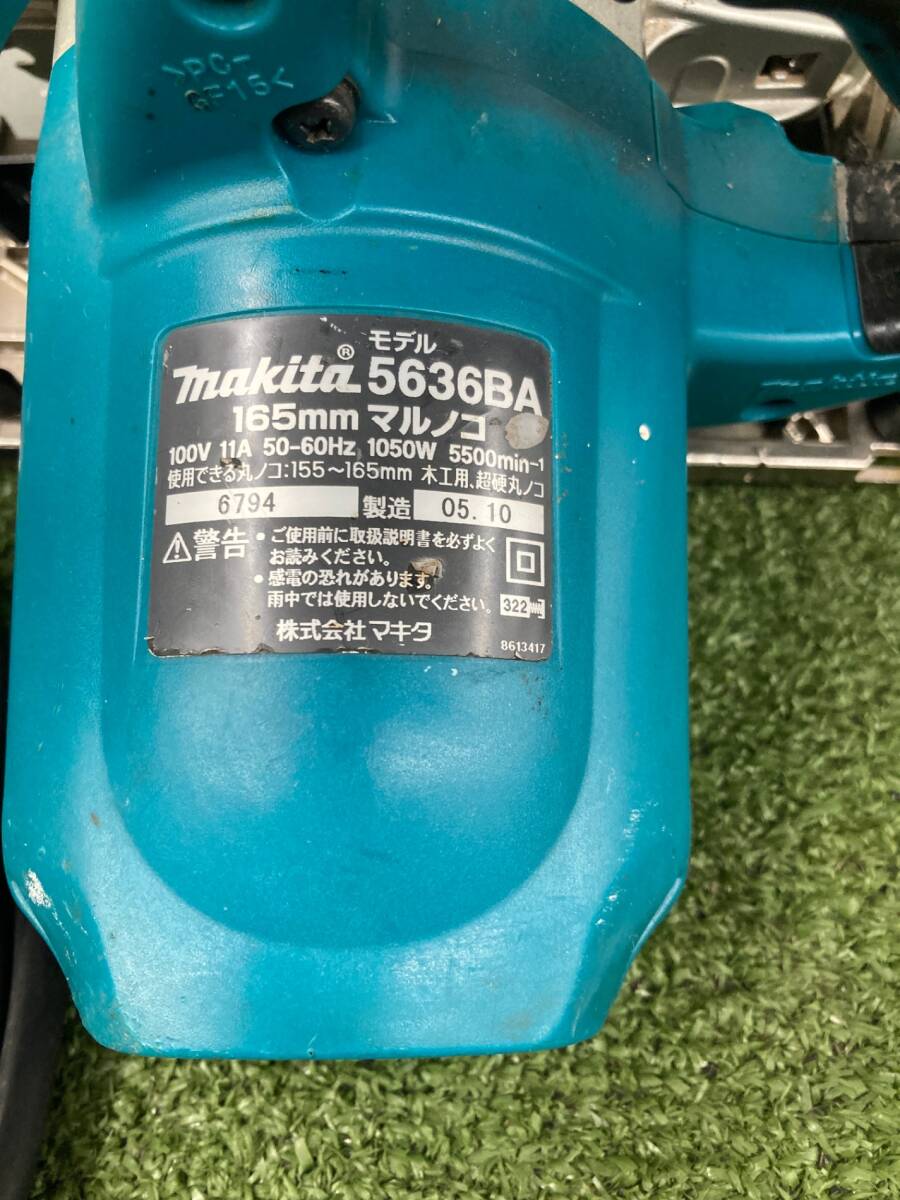 >PC-
GF15<
モデル
makita® 5636BA
165mm マルノコ
100V 11A 50-60Hz 1050W 5500min-1
使用できる丸ノコ:155~165mm 木工用、超硬丸ノコ
6794 製造 05.10
⚠警告 • ご使用前に取扱説明書を必ずよく
お読みください。
• 感電の恐れがあります。
雨中では使用しないでください。 322
株式会社 マキタ
8613417